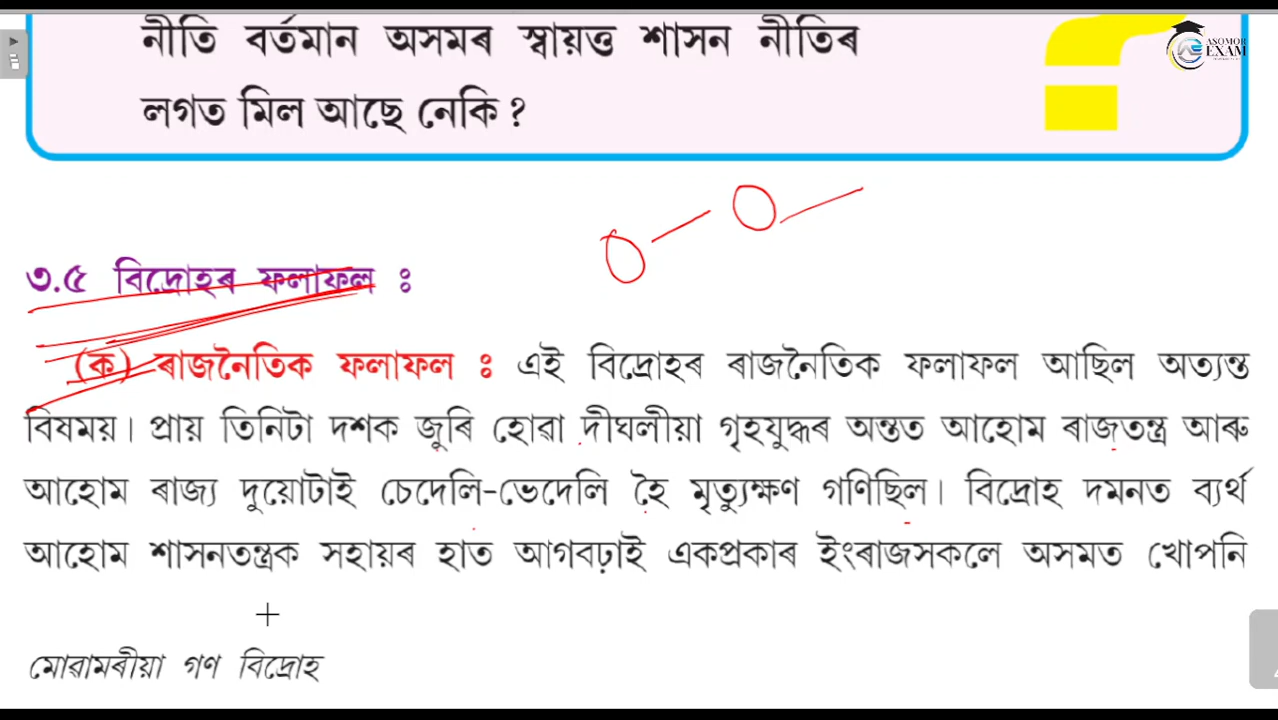 নীতি বৰ্তমান অসমৰ স্বায়ত্ত শাসন নীতিৰ
লগত মিল আছে নেকি ?
?
ASOMOR
EXAM
৩.৫ বিদ্ৰোহৰ ফলাফল :
(ক) ৰাজনৈতিক ফলাফল : এই বিদ্ৰোহৰ ৰাজনৈতিক ফলাফল আছিল অত্যন্ত
বিষময়। প্ৰায় তিনিটা দশক জুৰি হোৱা দীঘলীয়া গৃহযুদ্ধৰ অন্তত আহোম ৰাজতন্ত্ৰ আৰু
আহোম ৰাজ্য দুয়োটাই চেদেলি-ভেদেলি হৈ মৃত্যুক্ষণ গণিছিল। বিদ্ৰোহ দমনত ব্যৰ্থ
আহোম শাসনতন্ত্ৰক সহায়ৰ হাত আগবঢ়াই একপ্ৰকাৰ ইংৰাজসকলে অসমত খোপনি
মোৱামৰীয়া গণ বিদ্ৰোহ